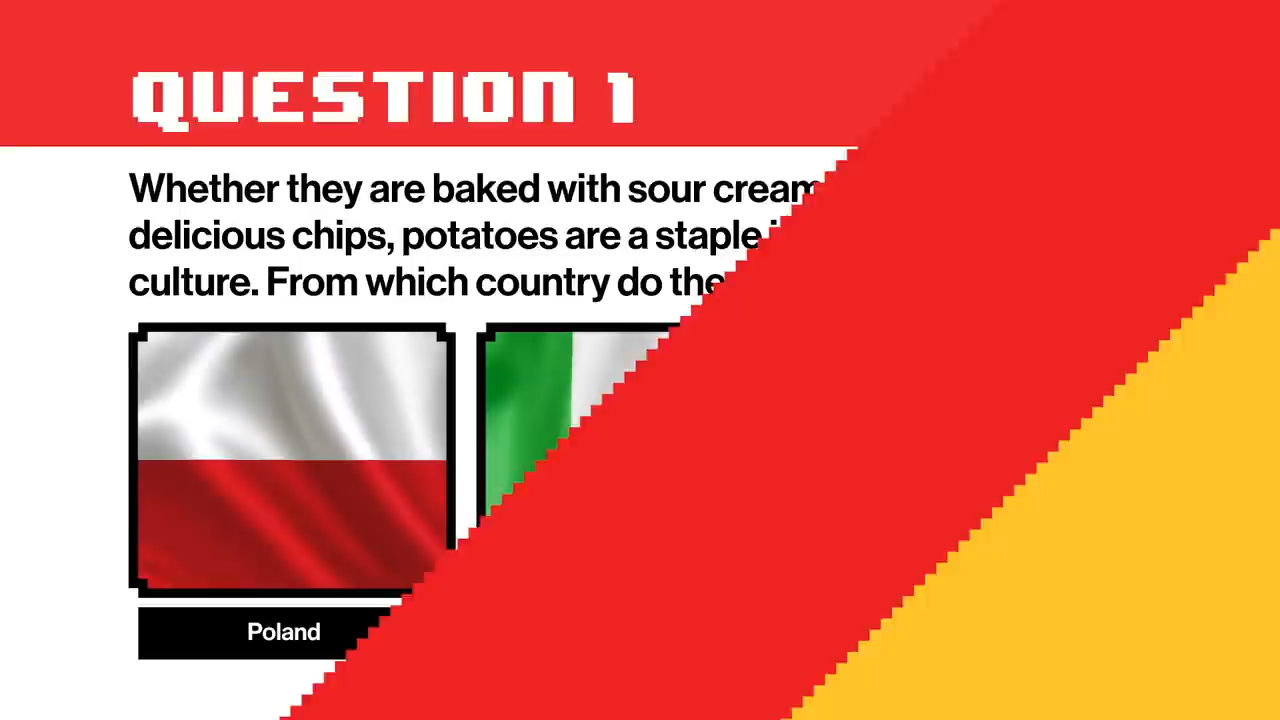 QUESTION 1
Whether they are baked with sour cream
delicious chips, potatoes are a staple
culture. From which country do the
Poland